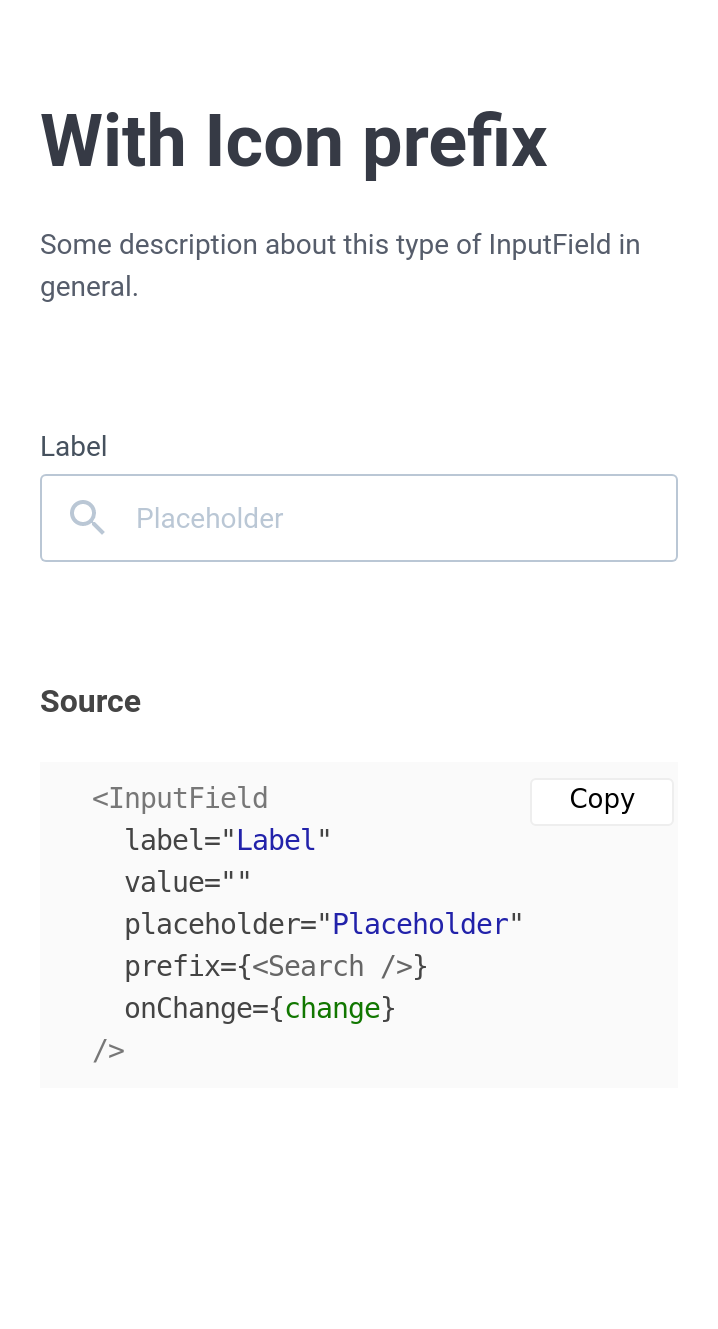 With Icon prefix
Some description about this type of InputField in
general.
Label
Placeholder
Source
<InputField
Copy
label="Label"
value=""
placeholder="Placeholder"
prefix={<Search />}
onChange={change}
/>